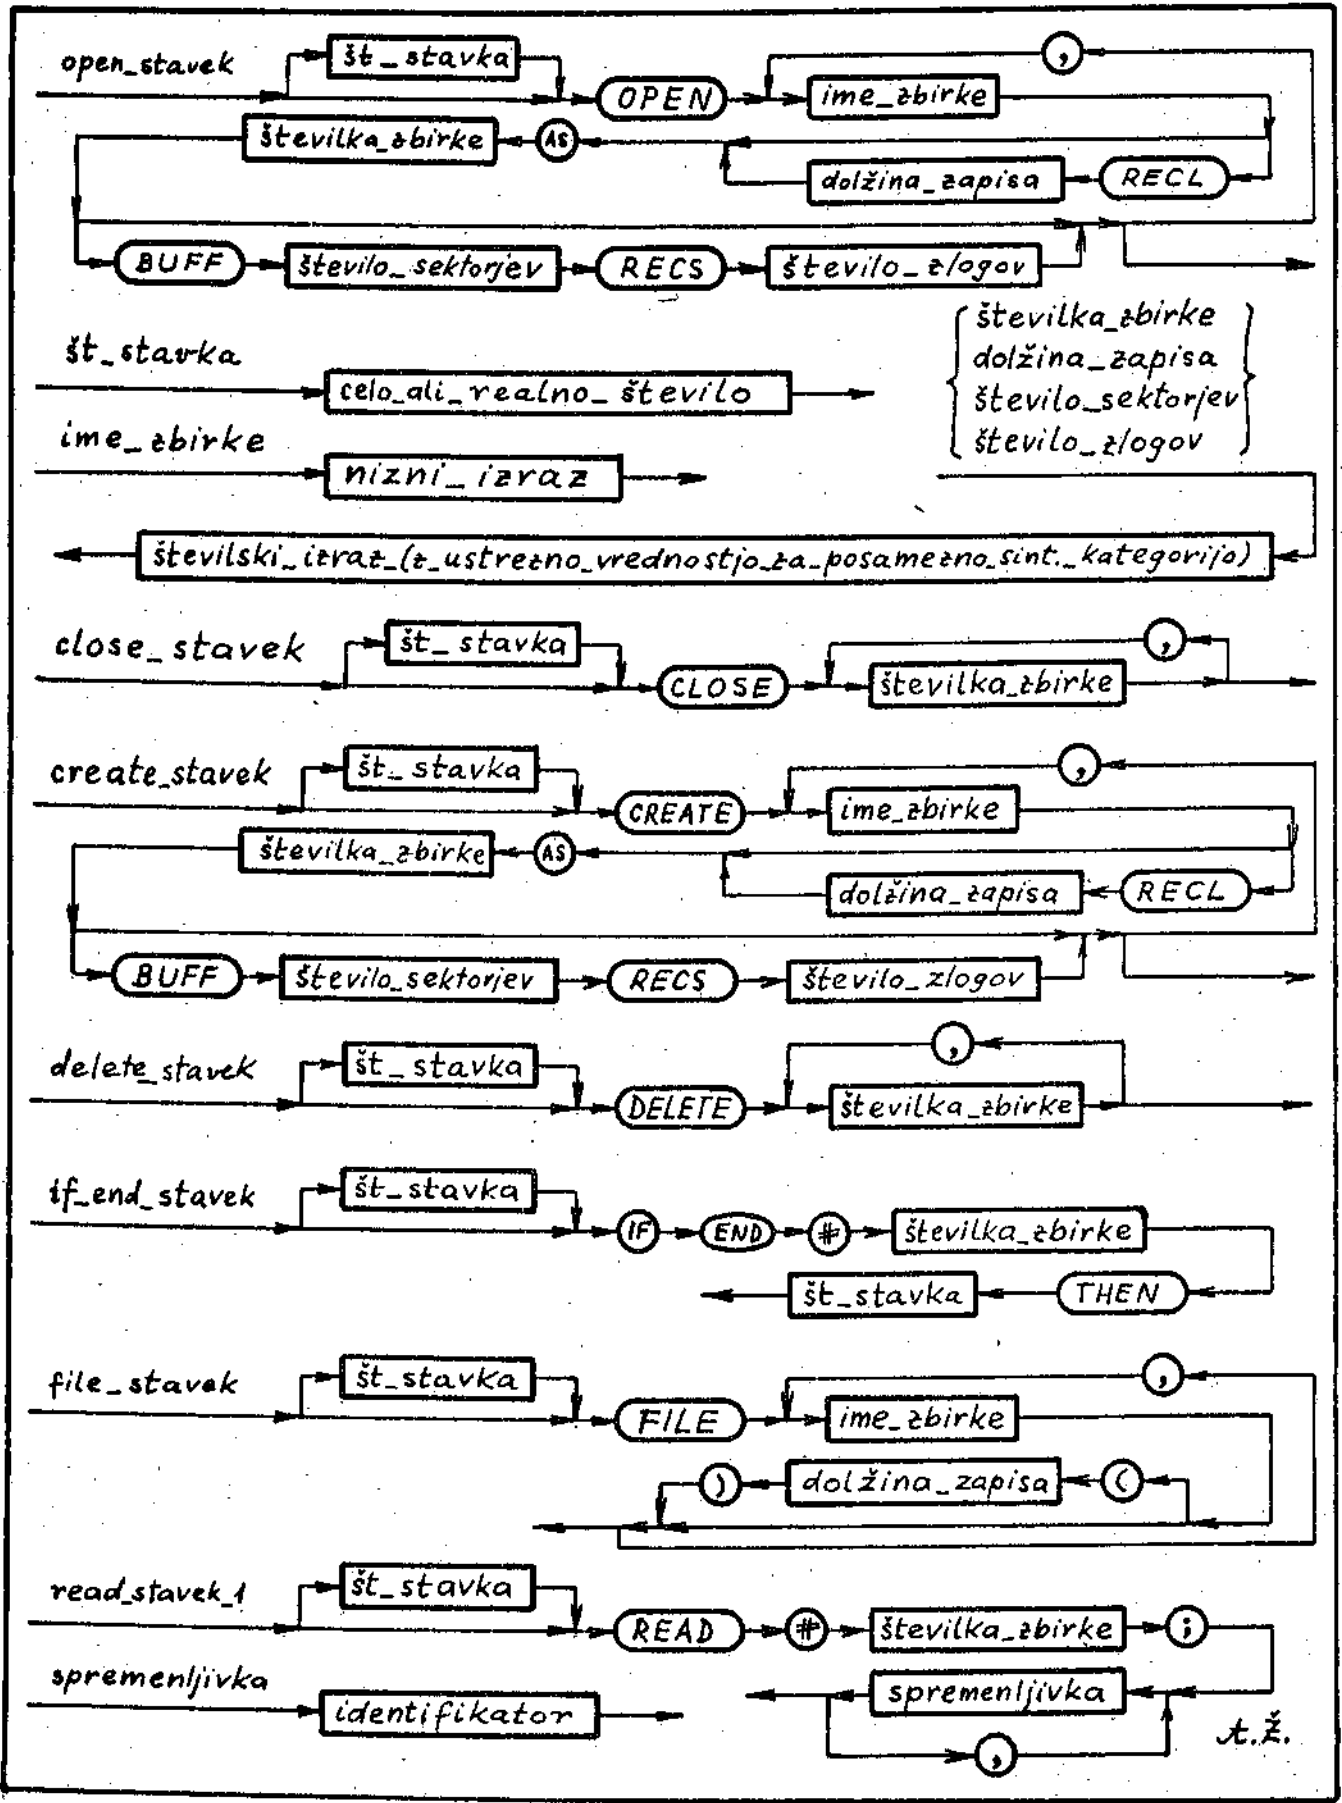 open_stavek
št_stavka
OPEN
ime_zbirke
,
številka_zbirke
AS
dolžina_zapisa
RECL
BUFF
število_sektorjev
RECS
število_zlogov
številka_zbirke
dolžina_zapisa
število_sektorjev
število_zlogov
št_stavka
celo_ali_realno_število
ime_zbirke
nizni_izraz
številski_izraz_(z_ustrezno_vrednostjo_za_posamezno_sint._kategorijo)
close_stavek
št_stavka
CLOSE
številka_zbirke
,
create_stavek
št_stavka
CREATE
ime_zbirke
,
številka_zbirke
AS
dolžina_zapisa
RECL
BUFF
število_sektorjev
RECS
število_zlogov
delete_stavek
št_stavka
DELETE
številka_zbirke
,
if_end_stavek
št_stavka
IF
END
#
številka_zbirke
št_stavka
THEN
file_stavek
št_stavka
FILE
ime_zbirke
,
)
dolžina_zapisa
(
read_stavek_1
št_stavka
READ
#
številka_zbirke
;
spremenljivka
identifikator
spremenljivka
,
A.Ž.